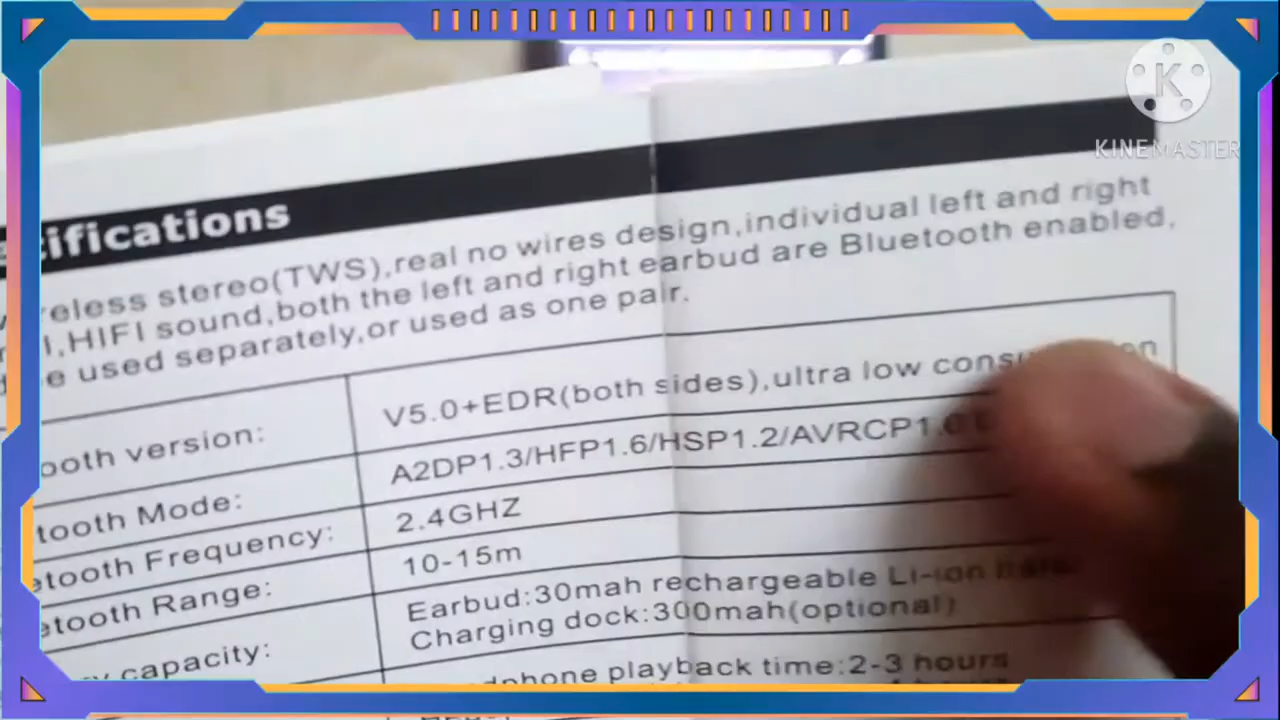 K
KINEMASTER
ifications
reless stereo(TWS),real no wires design,individual left and right
I,HIFI sound,both the left and right earbud are Bluetooth enabled,
e used separately,or used as one pair.
ooth version: V5.0+EDR(both sides),ultra low
tooth Mode: A2DP1.3/HFP1.6/HSP1.2/AVRCP1.0
etooth Frequency: 2.4GHZ
etooth Range: 10-15m
capacity: Earbud:30mah rechargeable Li-ion
Charging dock:300mah(optional)
phone playback time:2-3 hours